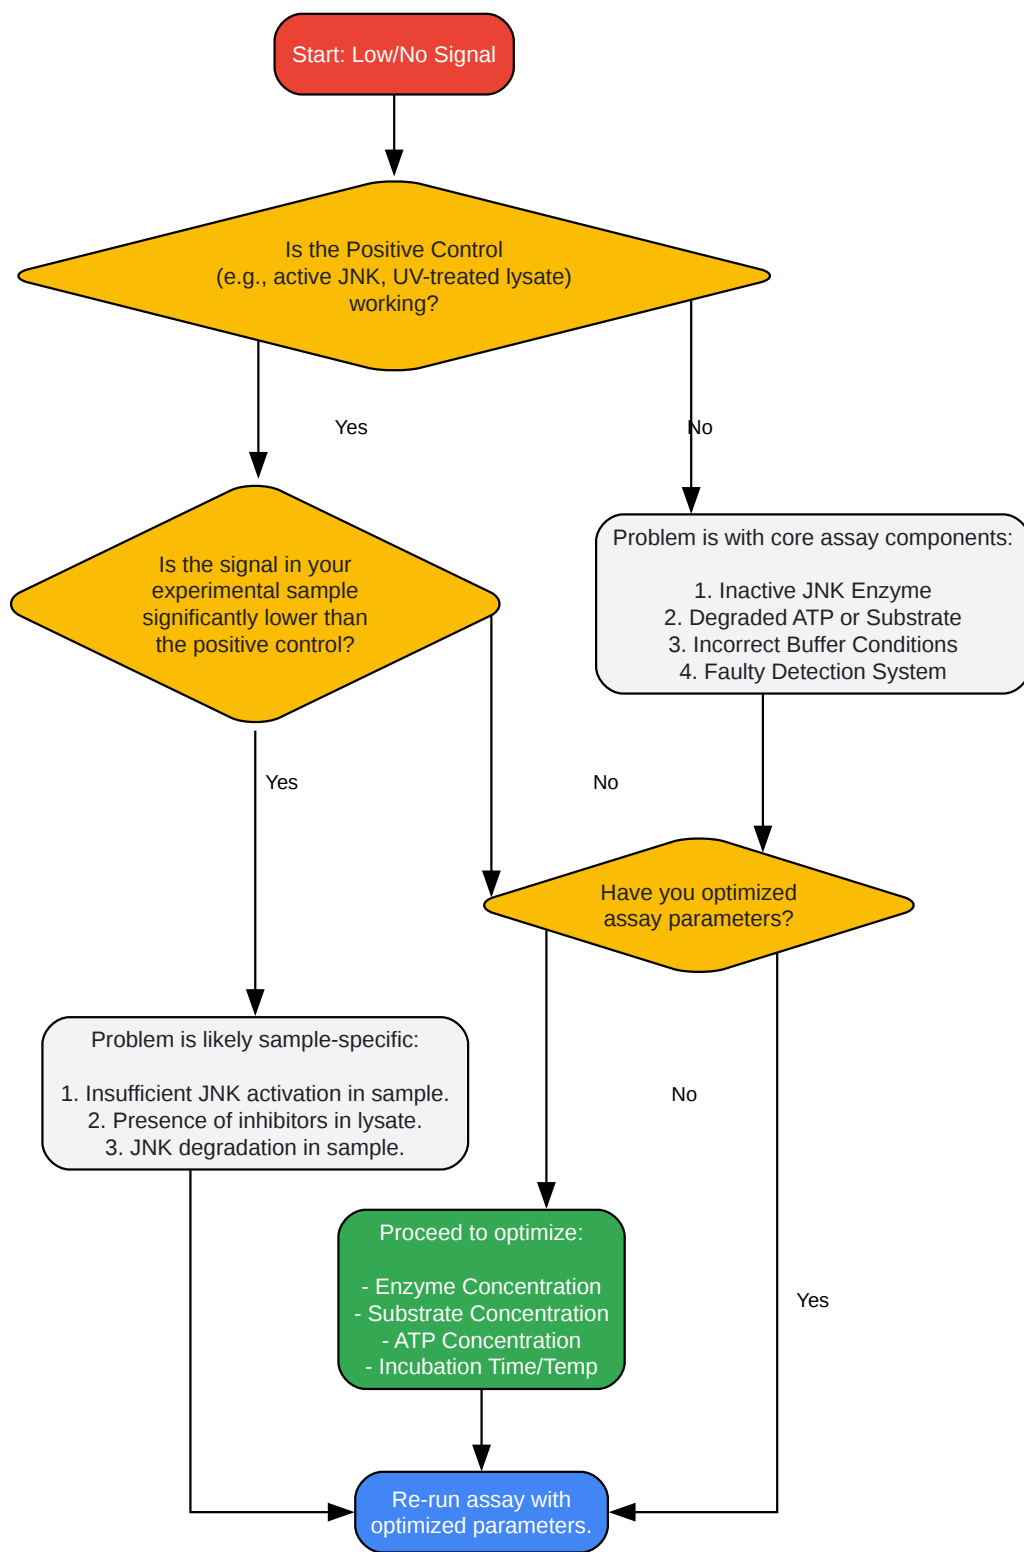 Start: Low/No Signal
Is the Positive Control
(e.g., active JNK, UV-treated lysate)
working?
Yes
No
Is the signal in your
experimental sample
significantly lower than
the positive control?
Problem is with core assay components:
1. Inactive JNK Enzyme
2. Degraded ATP or Substrate
3. Incorrect Buffer Conditions
4. Faulty Detection System
Yes
No
Have you optimized
assay parameters?
Problem is likely sample-specific:
1. Insufficient JNK activation in sample.
2. Presence of inhibitors in lysate.
3. JNK degradation in sample.
No
Proceed to optimize:
- Enzyme Concentration
- Substrate Concentration
- ATP Concentration
- Incubation Time/Temp
Yes
Re-run assay with
optimized parameters.